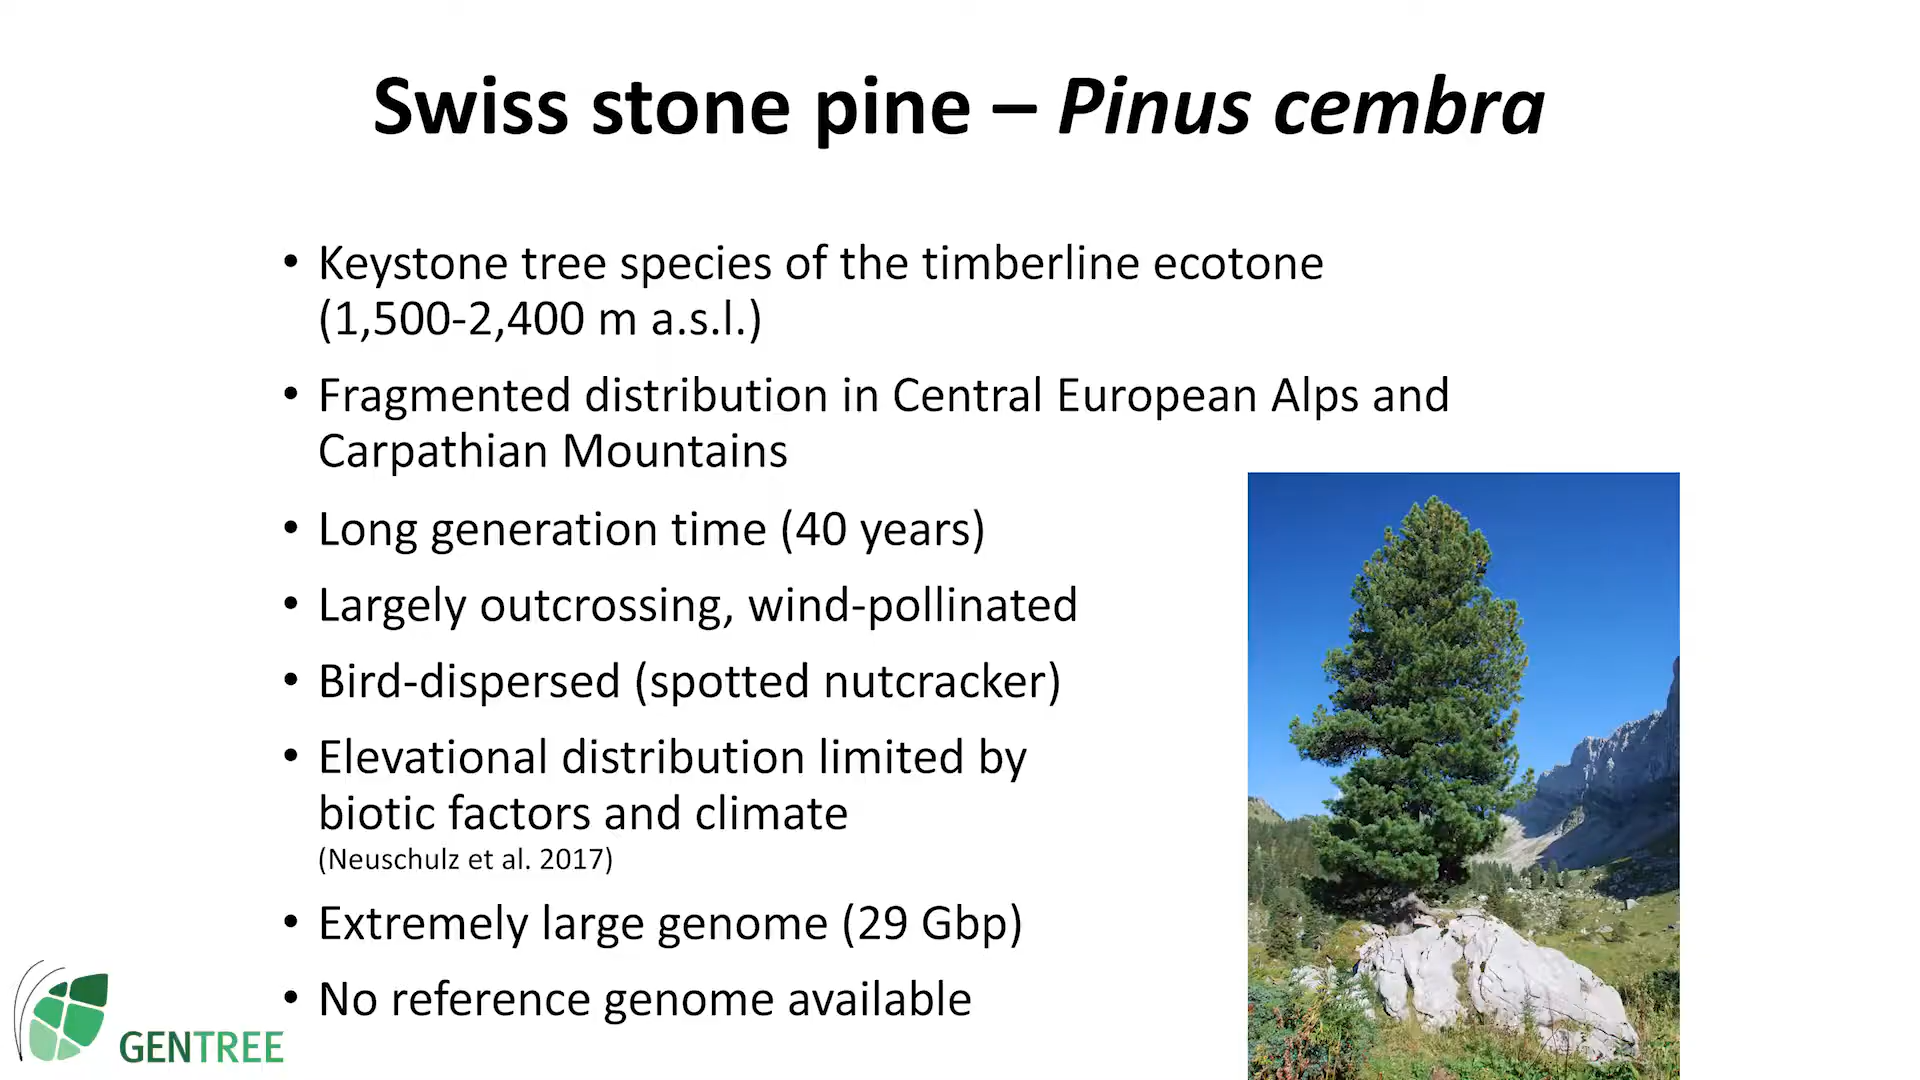 Swiss stone pine – Pinus cembra
• Keystone tree species of the timberline ecotone
(1,500-2,400 m a.s.l.)
• Fragmented distribution in Central European Alps and
Carpathian Mountains
• Long generation time (40 years)
• Largely outcrossing, wind-pollinated
• Bird-dispersed (spotted nutcracker)
• Elevational distribution limited by
biotic factors and climate
(Neuschulz et al. 2017)
• Extremely large genome (29 Gbp)
• No reference genome available
GENTREE